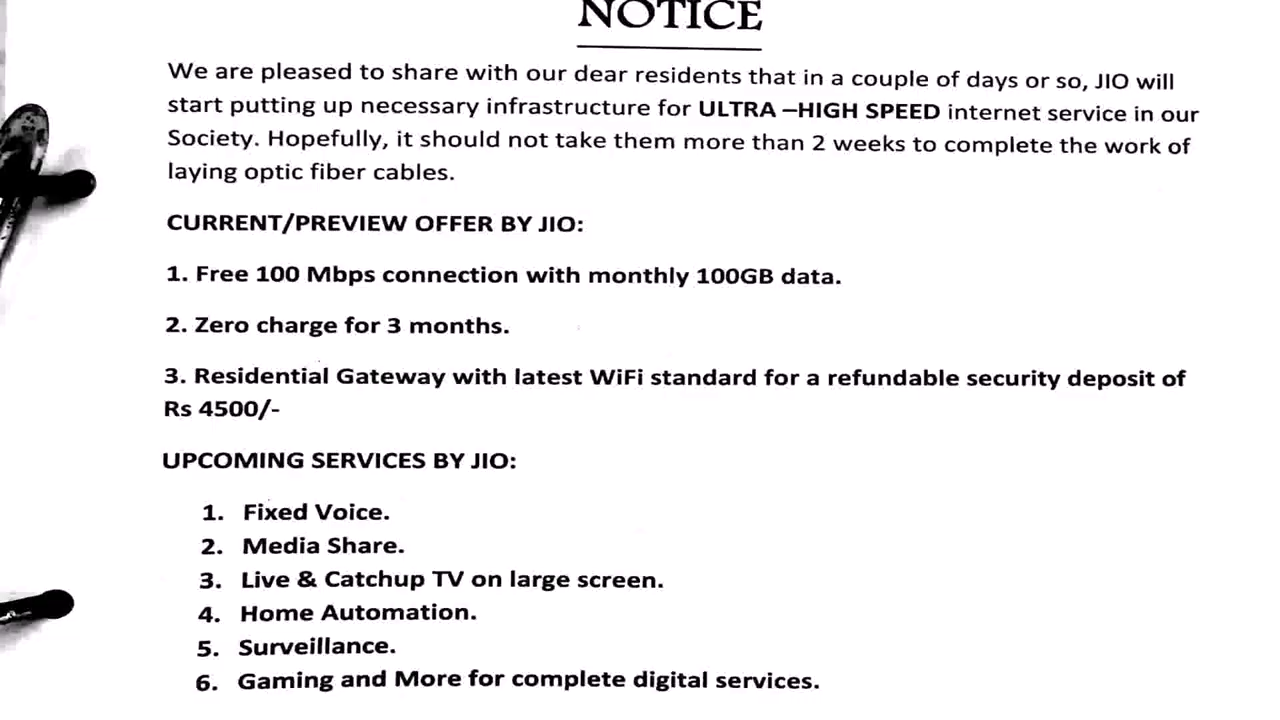 NOTICE
We are pleased to share with our dear residents that in a couple of days or so, JIO will
start putting up necessary infrastructure for ULTRA –HIGH SPEED internet service in our
Society. Hopefully, it should not take them more than 2 weeks to complete the work of
laying optic fiber cables.
CURRENT/PREVIEW OFFER BY JIO:
1. Free 100 Mbps connection with monthly 100GB data.
2. Zero charge for 3 months.
3. Residential Gateway with latest WiFi standard for a refundable security deposit of
Rs 4500/-
UPCOMING SERVICES BY JIO:
1. Fixed Voice.
2. Media Share.
3. Live & Catchup TV on large screen.
4. Home Automation.
5. Surveillance.
6. Gaming and More for complete digital services.